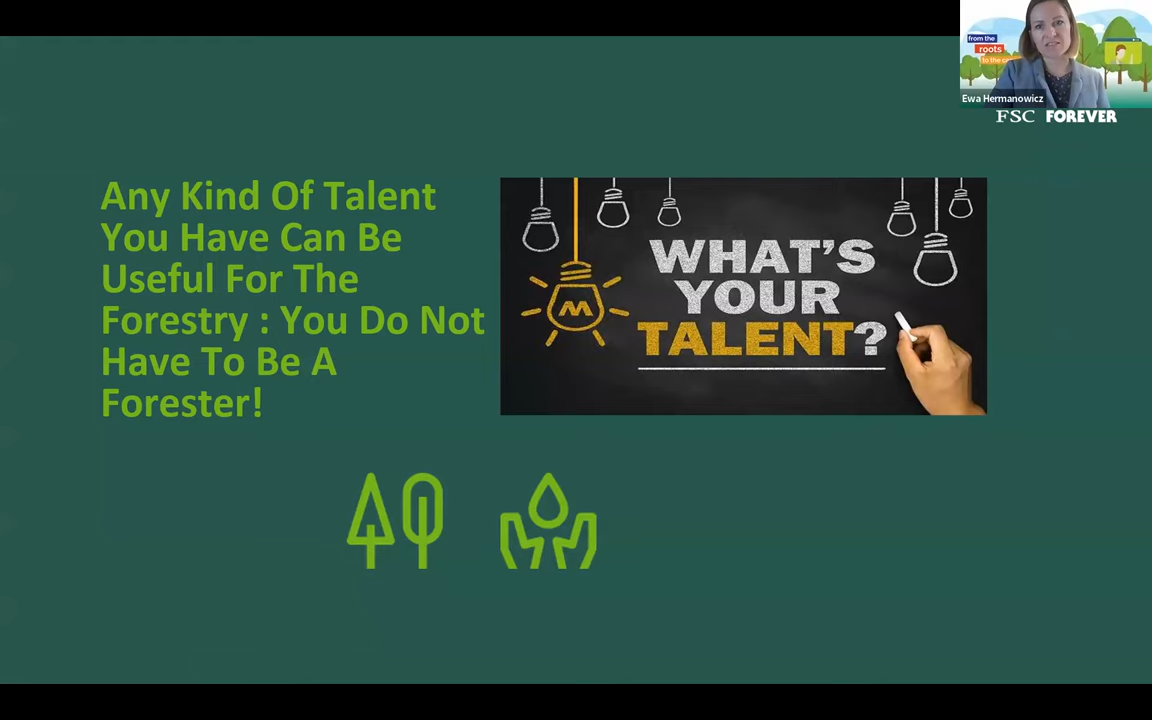 from the
roots
Ewa Hermanowicz
FSC FOREVER
Any Kind Of Talent
You Have Can Be
Useful For The
Forestry : You Do Not
Have To Be A
Forester!
WHAT'S
YOUR
TALENT?